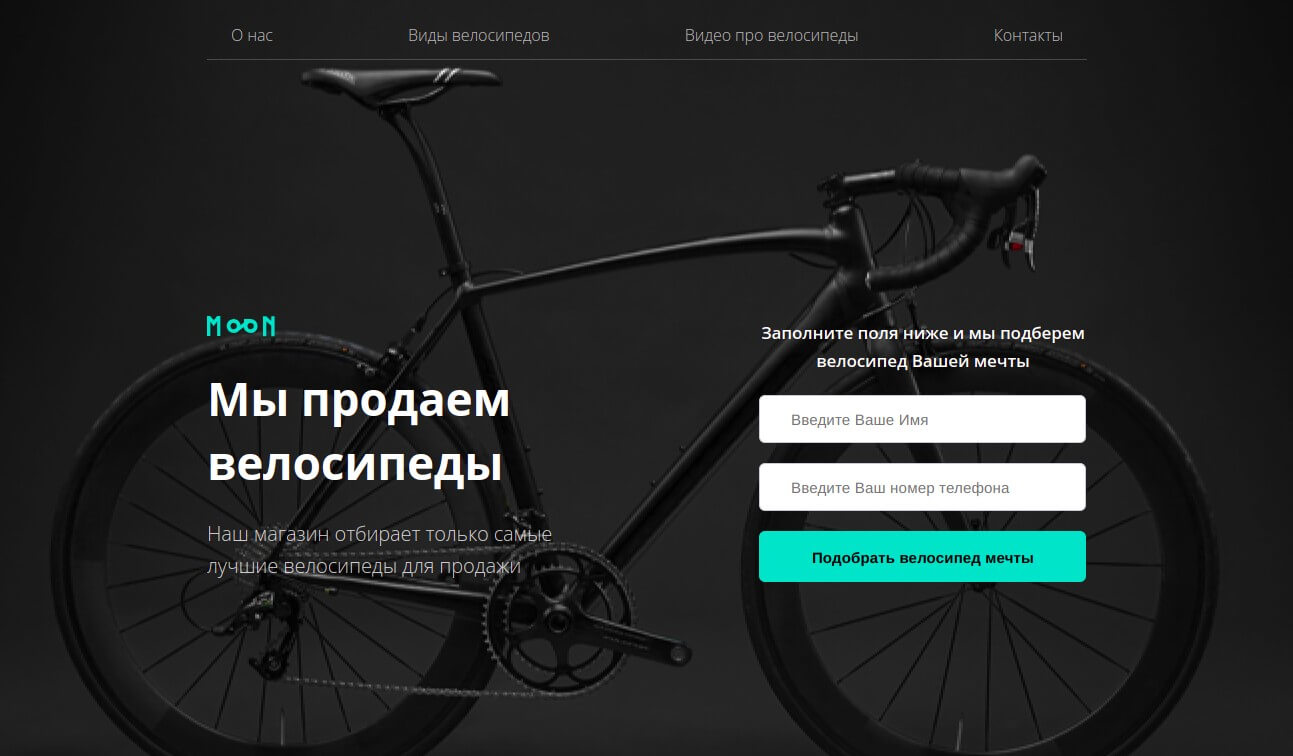 О нас Виды велосипедов Видео про велосипеды Контакты
MOON
Мы продаем
велосипеды
Наш магазин отбирает только самые
лучшие велосипеды для продажи
Заполните поля ниже и мы подберем
велосипед Вашей мечты
Введите Ваше Имя
Введите Ваш номер телефона
Подобрать велосипед мечты